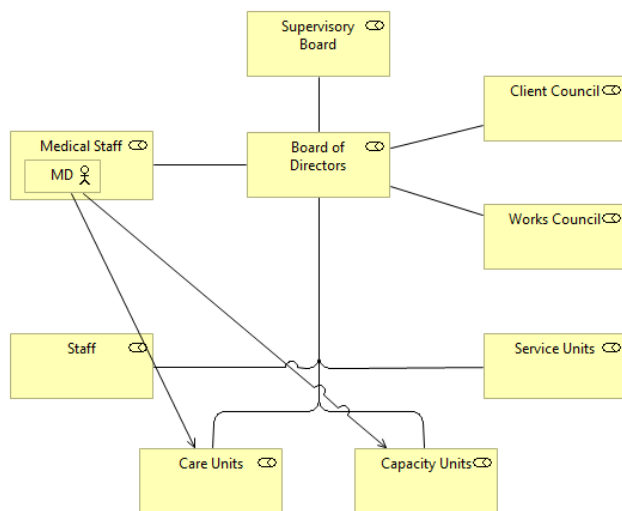 Supervisory
Board
Client Council
Medical Staff
MD
Board of
Directors
Works Council
Staff
Service Units
Care Units
Capacity Units